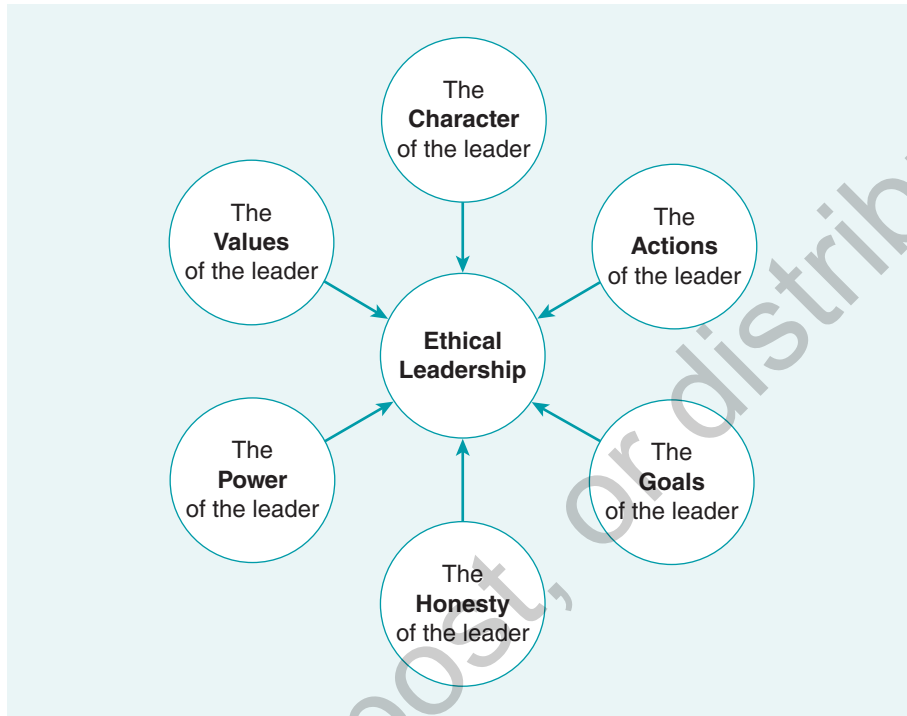 The
Character
of the leader
The
Values
of the leader
The
Actions
of the leader
Ethical
Leadership
The
Power
of the leader
The
Goals
of the leader
The
Honesty
of the leader
post, or distrib